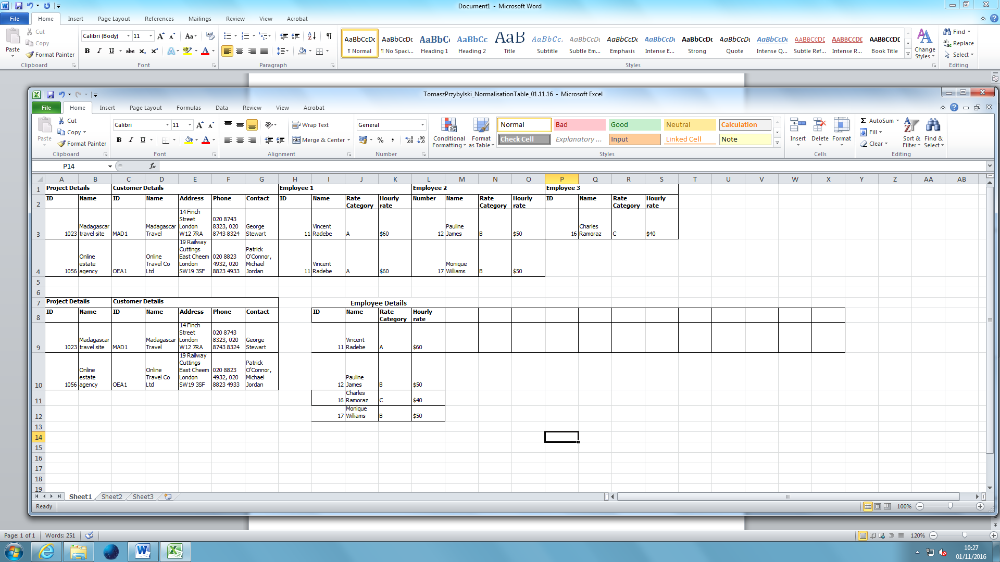 Document1 - Microsoft Word
File Home Insert Page Layout References Mailings Review View Acrobat
Paste Cut Copy Format Painter Clipboard
Calibri (Body) 11 Font
Paragraph
AaBbCcDc AaBbCcDc AaBbCc AaBbCc AaB AaBbCc. AaBbCcDc AaBbCcDc AaBbCcDc AaBbCcDc AaBbCcDc AaBbCcDc AABBCCDE AABBCCDE AABBCCDE
¶ Normal ¶ No Spaci... Heading 1 Heading 2 Title Subtitle Subtle Em... Emphasis Intense E... Strong Quote Intense Q... Subtle Ref... Intense R... Book Title
Styles
Change Styles
Find Replace Select Editing
TomaszPrzybylski_NormalisationTable_01.11.16 - Microsoft Excel
File Home Insert Page Layout Formulas Data Review View Acrobat
Paste Cut Copy Format Painter Clipboard
Calibri 11 Font
Wrap Text Merge & Center Alignment
General Number
Conditional Formatting Format as Table
Normal Bad Good Neutral Calculation
Check Cell Explanatory ... Input Linked Cell Note
Styles
Insert Delete Format Cells
AutoSum Fill Clear Sort & Filter Find & Select Editing
P14 fx
A B C D E F G H I J K L M N O P Q R S T U V W X Y Z AA AB
1 Project Details Customer Details Employee 1 Employee 2 Employee 3
2 ID Name ID Name Address Phone Contact ID Name Rate Category Hourly rate Number Name Rate Category Hourly rate ID Name Rate Category Hourly rate
3 1023 Madagascar travel site MAD1 Madagascar Travel 14 Finch Street London W12 7RA 020 8743 8323, 020 8743 8324 George Stewart 11 Vincent Radebe A $60 12 Pauline James B $50 16 Charles Ramoraz C $40
4 1056 Online estate agency OEA1 Online Travel Co Ltd 19 Railway Cuttings East Cheem London SW19 3SF 020 8823 4932, 020 8823 4933 Patrick O'Connor, Michael Jordan 11 Vincent Radebe A $60 17 Monique Williams B $50
5
6
7 Project Details Customer Details Employee Details
8 ID Name ID Name Address Phone Contact ID Name Rate Category Hourly rate
9 1023 Madagascar travel site MAD1 Madagascar Travel 14 Finch Street London W12 7RA 020 8743 8323, 020 8743 8324 George Stewart 11 Vincent Radebe A $60
10 1056 Online estate agency OEA1 Online Travel Co Ltd 19 Railway Cuttings East Cheem London SW19 3SF 020 8823 4932, 020 8823 4933 Patrick O'Connor, Michael Jordan 12 Pauline James B $50
11 16 Charles Ramoraz C $40
12 17 Monique Williams B $50
13
14
15
16
17
18
19
Sheet1 Sheet2 Sheet3
Ready 100%
Page: 1 of 1 Words: 251 120%
10:27
01/11/2016